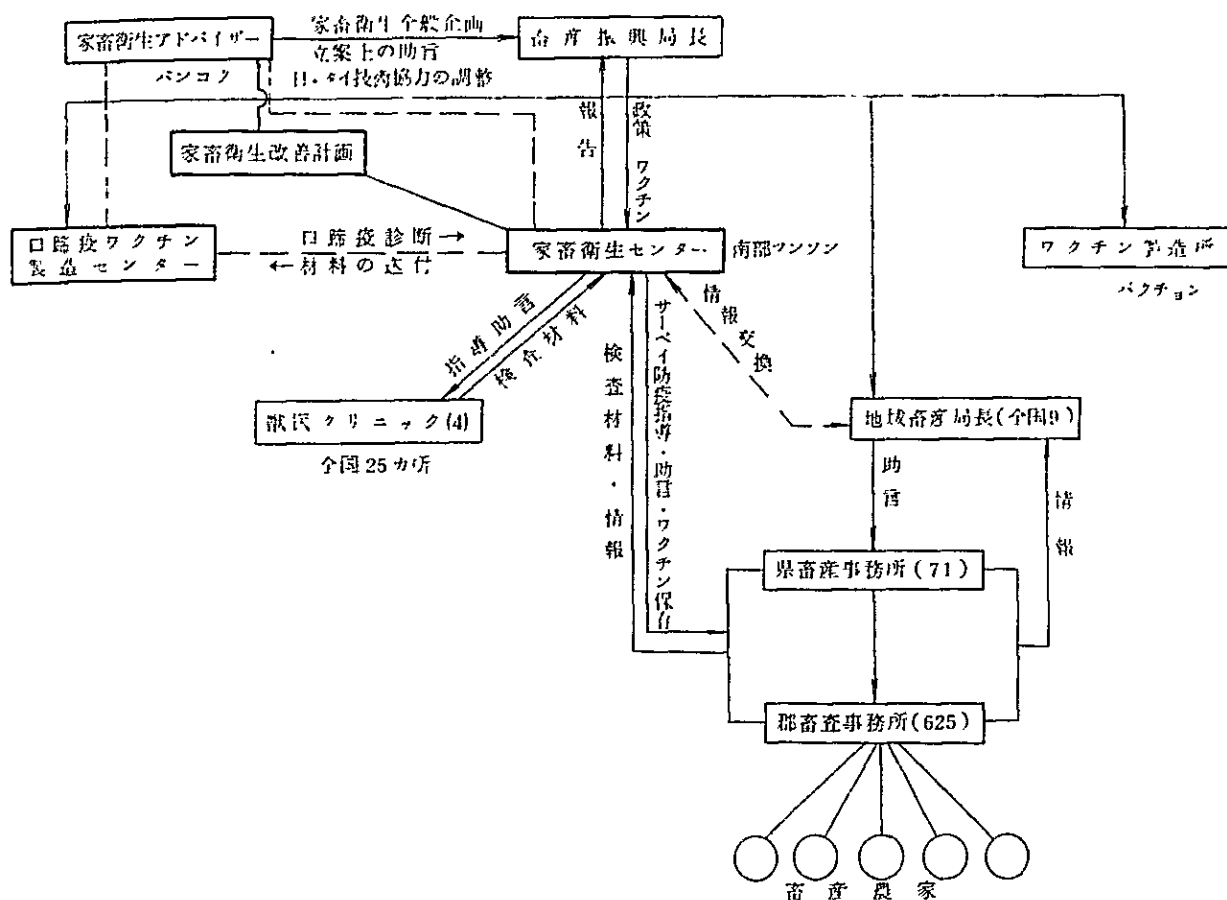 家畜衛生アドバイザー
バンコク
家畜衛生全般企画
立案上の助言
日・タイ技術協力の調整
畜産振興局長
家畜衛生改善計画
報告
政策 ワクチン
口蹄疫ワクチン
製造センター
口蹄疫診断→
←材料の送付
家畜衛生センター
南部ツンソン
ワクチン製造所
パクチョン
指導助言
検査材料
獣医クリニック(4)
全国25カ所
検査材料・情報
サーベイ防疫指導・助言・ワクチン保存
情報交換
地域畜産局長(全国9)
助言
情報
県畜産事務所(71)
郡畜査事務所(625)
畜産農家